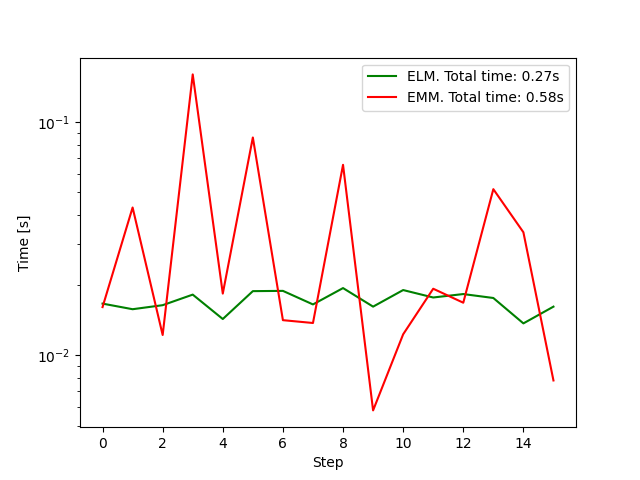 ELM. Total time: 0.27s
EMM. Total time: 0.58s
10⁻¹
10⁻²
Time [s]
0 2 4 6 8 10 12 14
Step